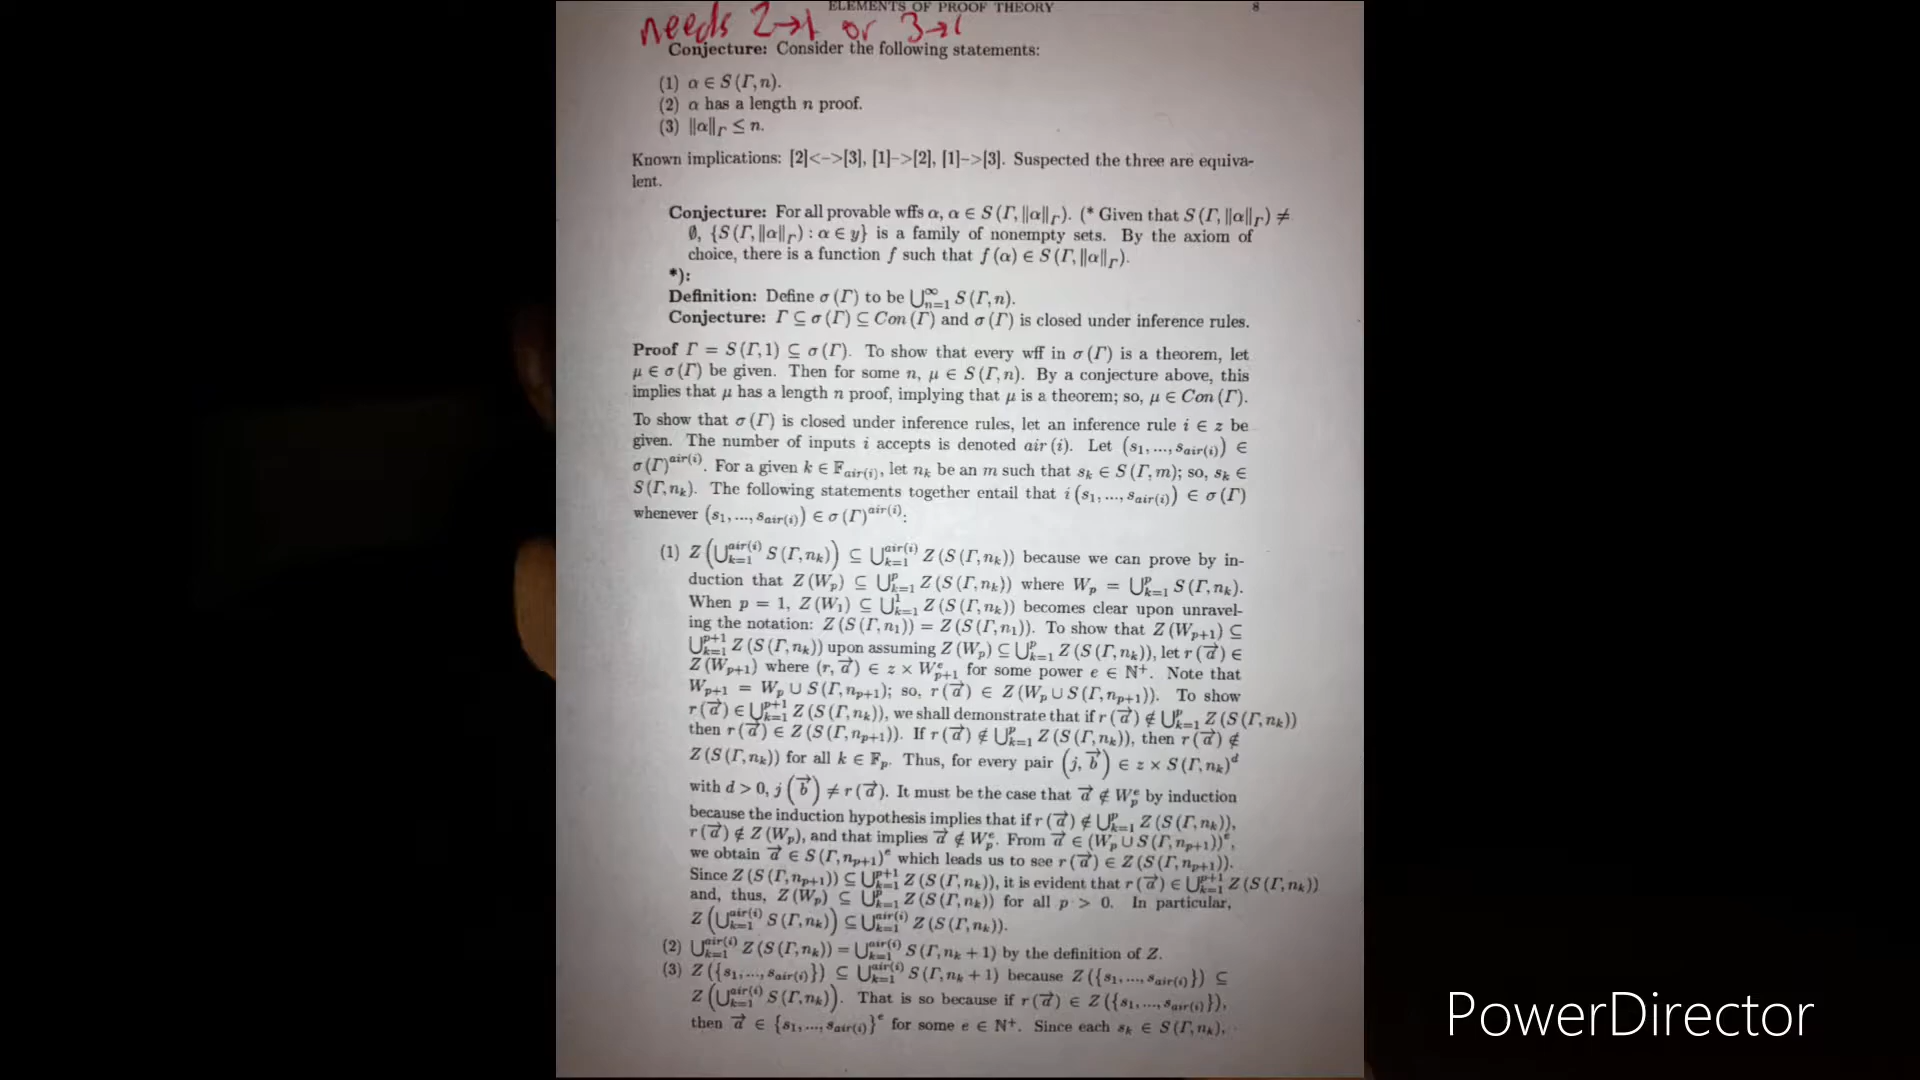 ELEMENTS OF PROOF THEORY 8
needs 2→1 or 3→1
Conjecture: Consider the following statements:
(1) α ∈ S (Γ, n).
(2) α has a length n proof.
(3) ‖α‖_Γ ≤ n.
Known implications: [2]<->[3], [1]->[2], [1]->[3]. Suspected the three are equiva-
lent.
Conjecture: For all provable wffs α, α ∈ S (Γ, ‖α‖_Γ). (* Given that S (Γ, ‖α‖_Γ) ≠
∅, {S (Γ, ‖α‖_Γ) : α ∈ y} is a family of nonempty sets. By the axiom of
choice, there is a function f such that f (α) ∈ S (Γ, ‖α‖_Γ).
*):
Definition: Define σ (Γ) to be ⋃_{n=1}^∞ S (Γ, n).
Conjecture: Γ ⊆ σ (Γ) ⊆ Con (Γ) and σ (Γ) is closed under inference rules.
Proof Γ = S (Γ, 1) ⊆ σ (Γ). To show that every wff in σ (Γ) is a theorem, let
μ ∈ σ (Γ) be given. Then for some n, μ ∈ S (Γ, n). By a conjecture above, this
implies that μ has a length n proof, implying that μ is a theorem; so, μ ∈ Con (Γ).
To show that σ (Γ) is closed under inference rules, let an inference rule i ∈ z be
given. The number of inputs i accepts is denoted air (i). Let (s_1, ..., s_{air(i)}) ∈
σ (Γ)^{air(i)}. For a given k ∈ 𝔽_{air(i)}, let n_k be an m such that s_k ∈ S (Γ, m); so, s_k ∈
S (Γ, n_k). The following statements together entail that i (s_1, ..., s_{air(i)}) ∈ σ (Γ)
whenever (s_1, ..., s_{air(i)}) ∈ σ (Γ)^{air(i)}:
(1) Z (⋃_{k=1}^{air(i)} S (Γ, n_k)) ⊆ ⋃_{k=1}^{air(i)} Z (S (Γ, n_k)) because we can prove by in-
duction that Z (W_p) ⊆ ⋃_{k=1}^p Z (S (Γ, n_k)) where W_p = ⋃_{k=1}^p S (Γ, n_k).
When p = 1, Z (W_1) ⊆ ⋃_{k=1}^1 Z (S (Γ, n_k)) becomes clear upon unravel-
ing the notation: Z (S (Γ, n_1)) = Z (S (Γ, n_1)). To show that Z (W_{p+1}) ⊆
⋃_{k=1}^{p+1} Z (S (Γ, n_k)) upon assuming Z (W_p) ⊆ ⋃_{k=1}^p Z (S (Γ, n_k)), let r (a⃗) ∈
Z (W_{p+1}) where (r, a⃗) ∈ z × W_{p+1}^e for some power e ∈ ℕ⁺. Note that
W_{p+1} = W_p ∪ S (Γ, n_{p+1}); so, r (a⃗) ∈ Z (W_p ∪ S (Γ, n_{p+1})). To show
r (a⃗) ∈ ⋃_{k=1}^{p+1} Z (S (Γ, n_k)), we shall demonstrate that if r (a⃗) ∉ ⋃_{k=1}^p Z (S (Γ, n_k))
then r (a⃗) ∈ Z (S (Γ, n_{p+1})). If r (a⃗) ∉ ⋃_{k=1}^p Z (S (Γ, n_k)), then r (a⃗) ∉
Z (S (Γ, n_k)) for all k ∈ 𝔽_p. Thus, for every pair (j, b⃗) ∈ z × S (Γ, n_k)^d
with d > 0, j (b⃗) ≠ r (a⃗). It must be the case that a⃗ ∉ W_p^e by induction
because the induction hypothesis implies that if r (a⃗) ∉ ⋃_{k=1}^p Z (S (Γ, n_k)),
r (a⃗) ∉ Z (W_p), and that implies a⃗ ∉ W_p^e. From a⃗ ∈ (W_p ∪ S (Γ, n_{p+1}))^e,
we obtain a⃗ ∈ S (Γ, n_{p+1})^e which leads us to see r (a⃗) ∈ Z (S (Γ, n_{p+1})).
Since Z (S (Γ, n_{p+1})) ⊆ ⋃_{k=1}^{p+1} Z (S (Γ, n_k)), it is evident that r (a⃗) ∈ ⋃_{k=1}^{p+1} Z (S (Γ, n_k))
and, thus, Z (W_p) ⊆ ⋃_{k=1}^p Z (S (Γ, n_k)) for all p > 0. In particular,
Z (⋃_{k=1}^{air(i)} S (Γ, n_k)) ⊆ ⋃_{k=1}^{air(i)} Z (S (Γ, n_k)).
(2) ⋃_{k=1}^{air(i)} Z (S (Γ, n_k)) = ⋃_{k=1}^{air(i)} S (Γ, n_k + 1) by the definition of Z.
(3) Z ({s_1, ..., s_{air(i)}}) ⊆ ⋃_{k=1}^{air(i)} S (Γ, n_k + 1) because Z ({s_1, ..., s_{air(i)}}) ⊆
Z (⋃_{k=1}^{air(i)} S (Γ, n_k)). That is so because if r (a⃗) ∈ Z ({s_1, ..., s_{air(i)}}),
then a⃗ ∈ {s_1, ..., s_{air(i)}}^e for some e ∈ ℕ⁺. Since each s_k ∈ S (Γ, n_k),
PowerDirector